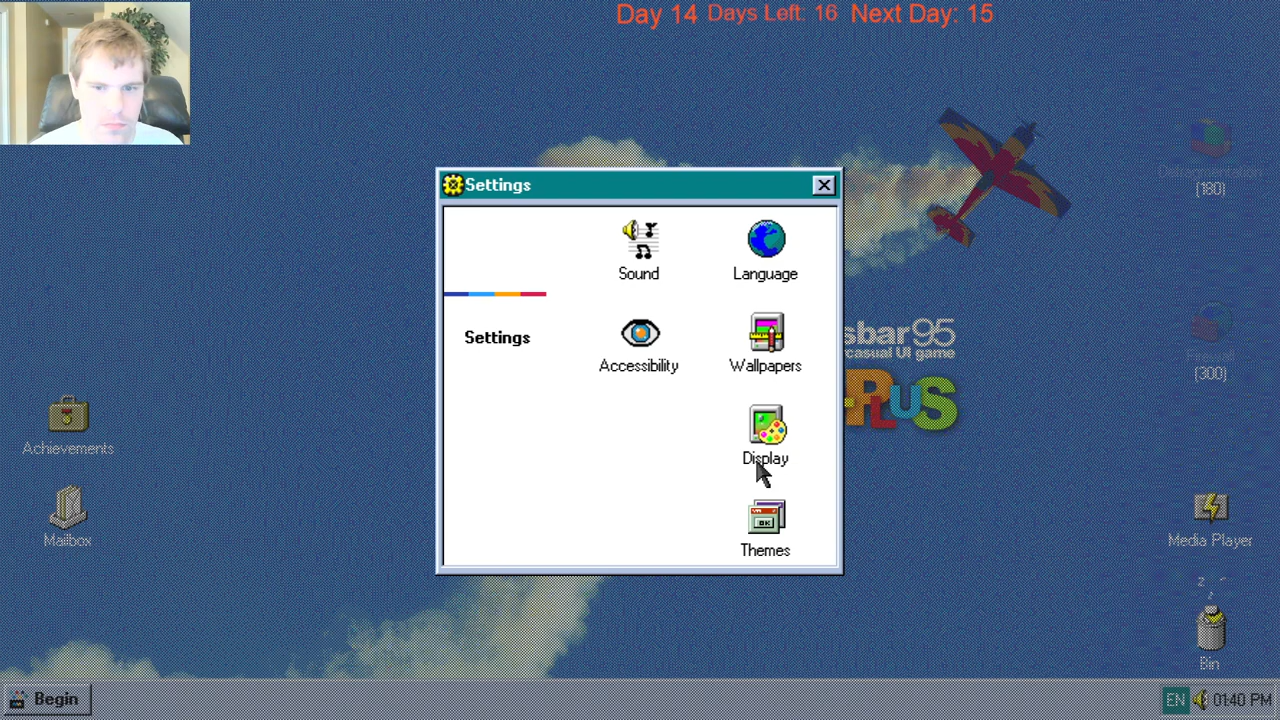 Day 14 Days Left: 16 Next Day: 15
Settings
Sound
Language
Settings
Accessibility
Wallpapers
Display
Themes
(180)
sbar95
casual UI game
PLUS
(300)
Achievements
Mailbox
Media Player
Bin
Begin
EN 01:40 PM